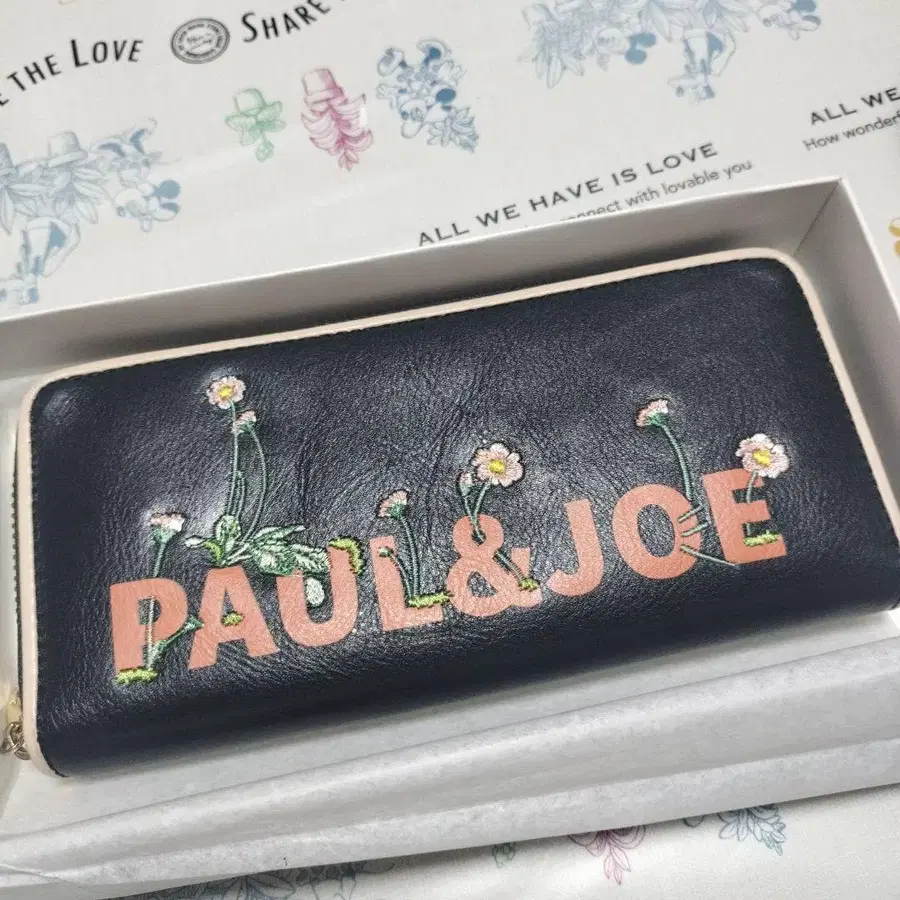 THE LOVE
SHARE
ALL WE HAVE IS LOVE
connect with lovable you
ALL WE
How wonderf
PAUL&JOE